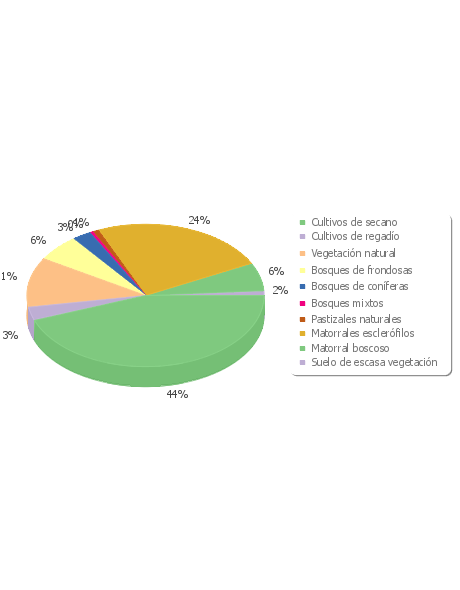 24%
3%
6%
1%
3%
44%
6%
2%
Cultivos de secano
Cultivos de regadío
Vegetación natural
Bosques de frondosas
Bosques de coníferas
Bosques mixtos
Pastizales naturales
Matorrales esclerófilos
Matorral boscoso
Suelo de escasa vegetación